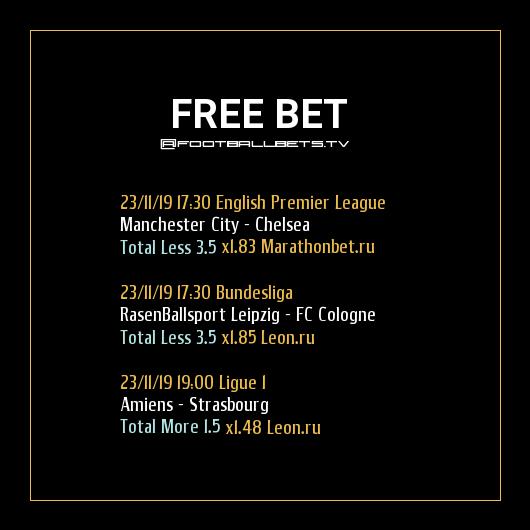 FREE BET
@FOOTBALLBETS.TV
23/11/19 17:30 English Premier League
Manchester City - Chelsea
Total Less 3.5 x1.83 Marathonbet.ru
23/11/19 17:30 Bundesliga
RasenBallsport Leipzig - FC Cologne
Total Less 3.5 x1.85 Leon.ru
23/11/19 19:00 Ligue 1
Amiens - Strasbourg
Total More 1.5 x1.48 Leon.ru